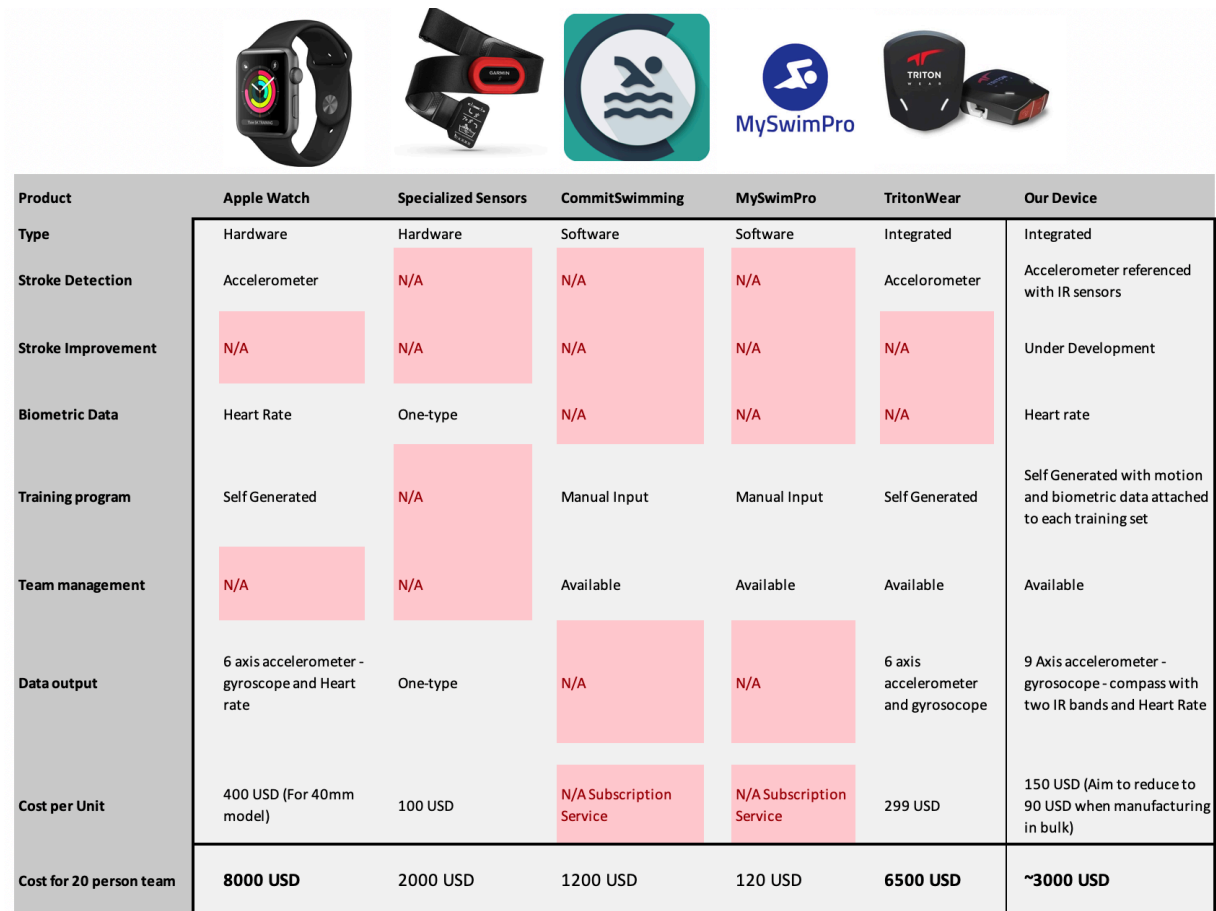 GARMIN
MySwimPro
TRITON
WEAR
Product Apple Watch Specialized Sensors CommitSwimming MySwimPro TritonWear Our Device
Type Hardware Hardware Software Software Integrated Integrated
Stroke Detection Accelerometer N/A N/A N/A Accelorometer Accelerometer referenced
with IR sensors
Stroke Improvement N/A N/A N/A N/A N/A Under Development
Biometric Data Heart Rate One-type N/A N/A N/A Heart rate
Training program Self Generated N/A Manual Input Manual Input Self Generated Self Generated with motion
and biometric data attached
to each training set
Team management N/A N/A Available Available Available Available
Data output 6 axis accelerometer -
gyroscope and Heart
rate
One-type N/A N/A 6 axis
accelerometer
and gyrosocope
9 Axis accelerometer -
gyrosocope - compass with
two IR bands and Heart Rate
Cost per Unit 400 USD (For 40mm
model)
100 USD N/A Subscription
Service
N/A Subscription
Service
299 USD 150 USD (Aim to reduce to
90 USD when manufacturing
in bulk)
Cost for 20 person team 8000 USD 2000 USD 1200 USD 120 USD 6500 USD ~3000 USD